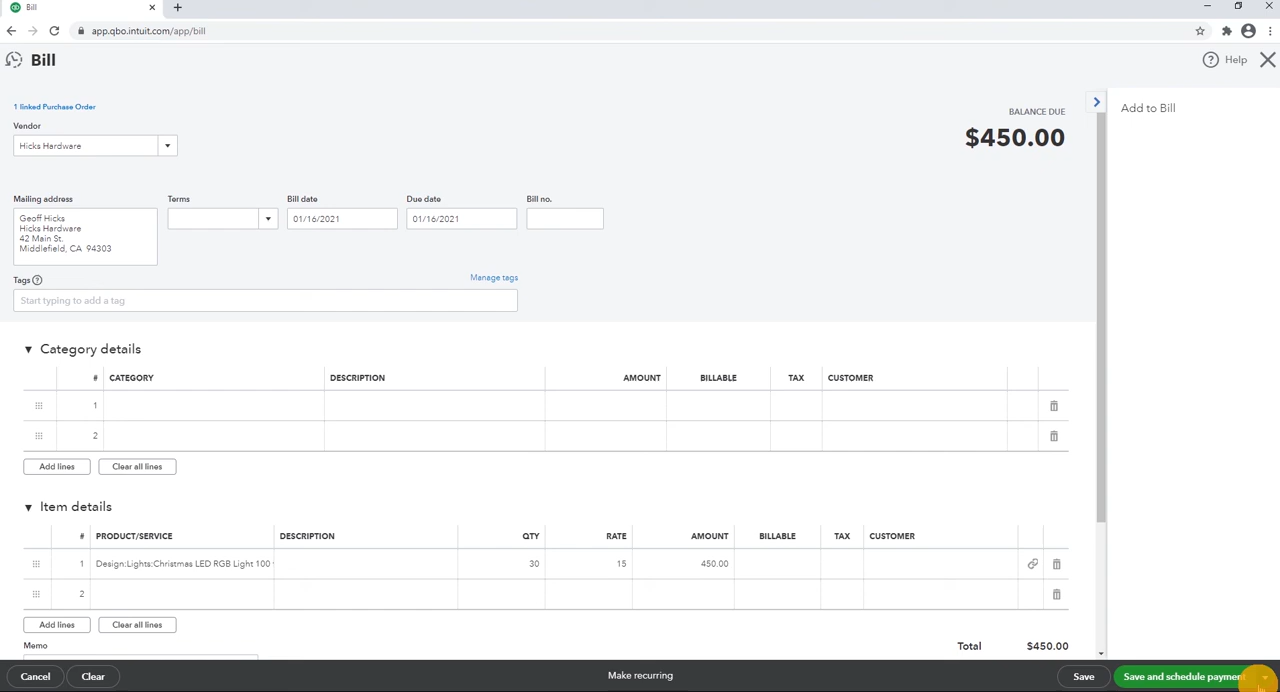 Bill
app.qbo.intuit.com/app/bill
Bill
Help
1 linked Purchase Order
Vendor
Hicks Hardware
BALANCE DUE
$450.00
Add to Bill
Mailing address
Terms
Bill date
Due date
Bill no.
Geoff Hicks
Hicks Hardware
42 Main St.
Middlefield, CA 94303
01/16/2021
01/16/2021
Tags
Manage tags
Start typing to add a tag
Category details
# CATEGORY DESCRIPTION AMOUNT BILLABLE TAX CUSTOMER
1
2
Add lines Clear all lines
Item details
# PRODUCT/SERVICE DESCRIPTION QTY RATE AMOUNT BILLABLE TAX CUSTOMER
1 Design:Lights:Christmas LED RGB Light 100 30 15 450.00
2
Add lines Clear all lines
Memo
Total $450.00
Cancel Clear Make recurring Save Save and schedule payment